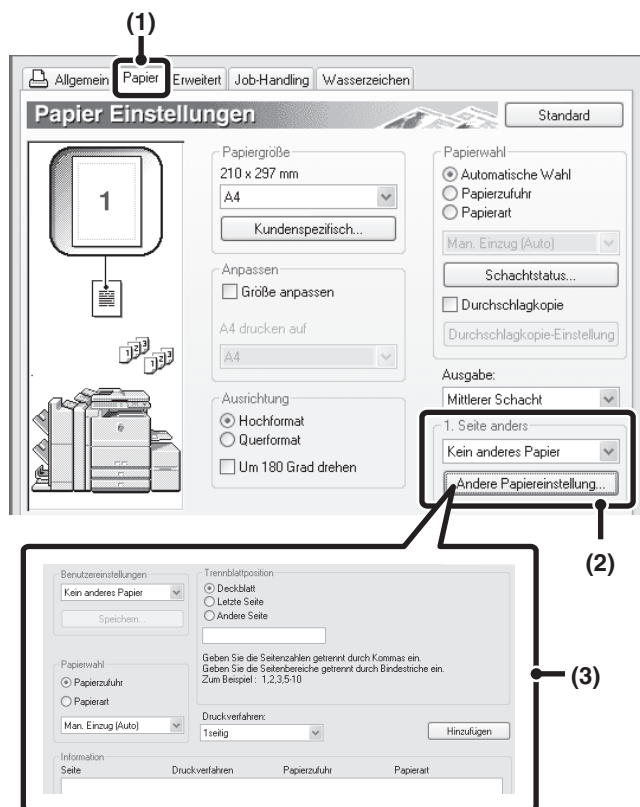 (1)
Allgemein Papier Erweitert Job-Handling Wasserzeichen
Papier Einstellungen
Standard
1
1 2 3
Papiergröße
210 x 297 mm
A4
Kundenspezifisch...
Anpassen
Größe anpassen
A4 drucken auf
A4
Ausrichtung
Hochformat
Querformat
Um 180 Grad drehen
Papierwahl
Automatische Wahl
Papierzufuhr
Papierart
Man. Einzug (Auto)
Schachtstatus...
Durchschlagkopie
Durchschlagkopie-Einstellung
Ausgabe:
Mittlerer Schacht
1. Seite anders
Kein anderes Papier
Andere Papiereinstellung...
(2)
Benutzereinstellungen
Kein anderes Papier
Speichern...
Papierwahl
Papierzufuhr
Papierart
Man. Einzug (Auto)
Trennblattposition
Deckblatt
Letzte Seite
Andere Seite
Geben Sie die Seitenzahlen getrennt durch Kommas ein.
Geben Sie die Seitenbereiche getrennt durch Bindestriche ein.
Zum Beispiel : 1,2,3,5-10
Druckverfahren:
1seitig
Hinzufügen
(3)
Information
Seite Druckverfahren Papierzufuhr Papierart